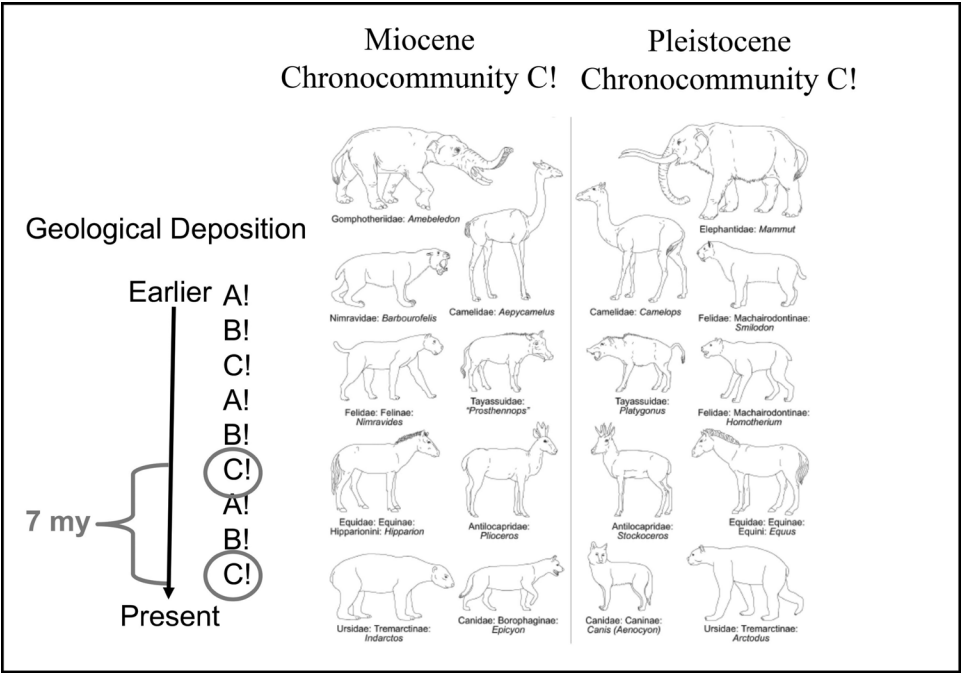 Miocene
Chronocommunity C!
Pleistocene
Chronocommunity C!
Geological Deposition
Earlier
A!
B!
C!
A!
B!
C!
A!
B!
C!
7 my
Present
Gomphotheriidae: Amebeledon
Elephantidae: Mammut
Nimravidae: Barbourofelis
Camelidae: Aepycamelus
Camelidae: Camelops
Felidae: Machairodontinae:
Smilodon
Felidae: Felinae:
Nimravides
Tayassuidae:
"Prosthennops"
Tayassuidae:
Platygonus
Felidae: Machairodontinae:
Homotherium
Equidae: Equinae:
Hipparionini: Hipparion
Antilocapridae:
Plioceros
Antilocapridae:
Stockoceros
Equidae: Equinae:
Equini: Equus
Ursidae: Tremarctinae:
Indarctos
Canidae: Borophaginae:
Epicyon
Canidae: Caninae:
Canis (Aenocyon)
Ursidae: Tremarctinae:
Arctodus